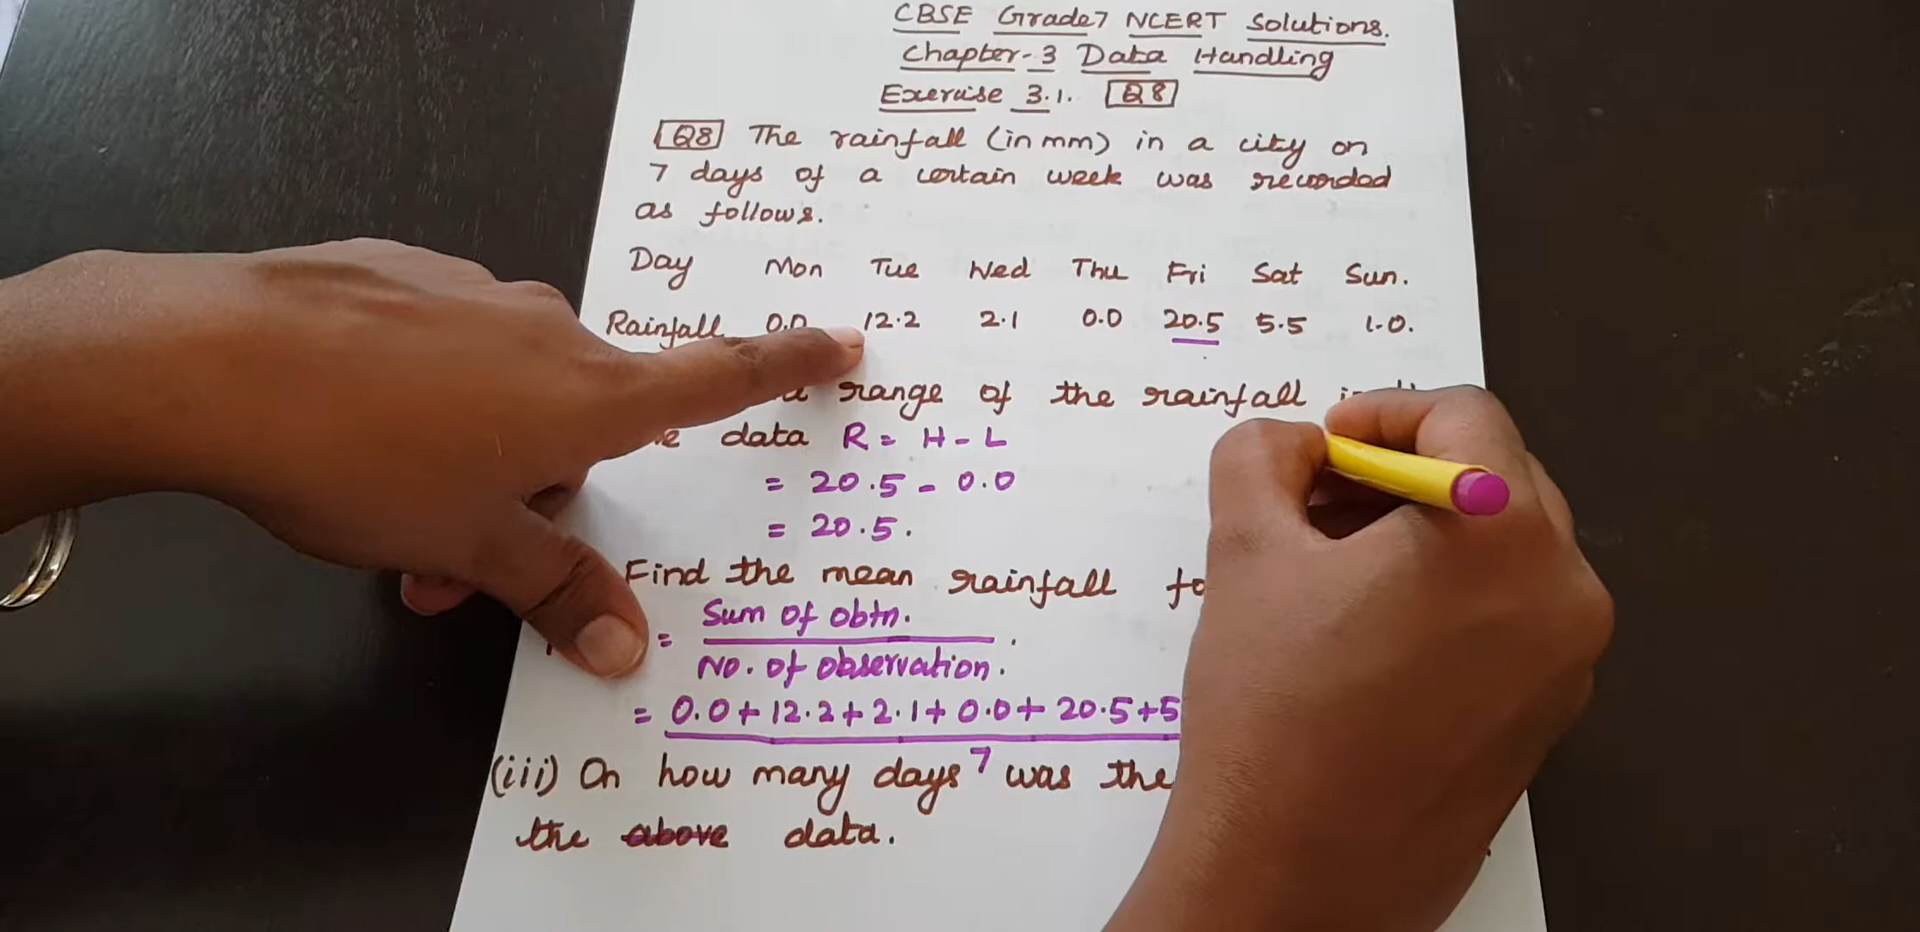 CBSE Grade7 NCERT Solutions.
Chapter-3 Data Handling
Exercise 3.1. Q8
Q8 The rainfall (in mm) in a city on
7 days of a certain week was recorded
as follows.
Day Mon Tue Wed Thu Fri Sat Sun.
Rainfall 0.0 12.2 2.1 0.0 20.5 5.5 1.0.
range of the rainfall
data R = H - L
= 20.5 - 0.0
= 20.5.
Find the mean rainfall
= Sum of obtn.
No. of observation.
= 0.0 + 12.2 + 2.1 + 0.0 + 20.5 + 5
7
(iii) On how many days was the
the above data.